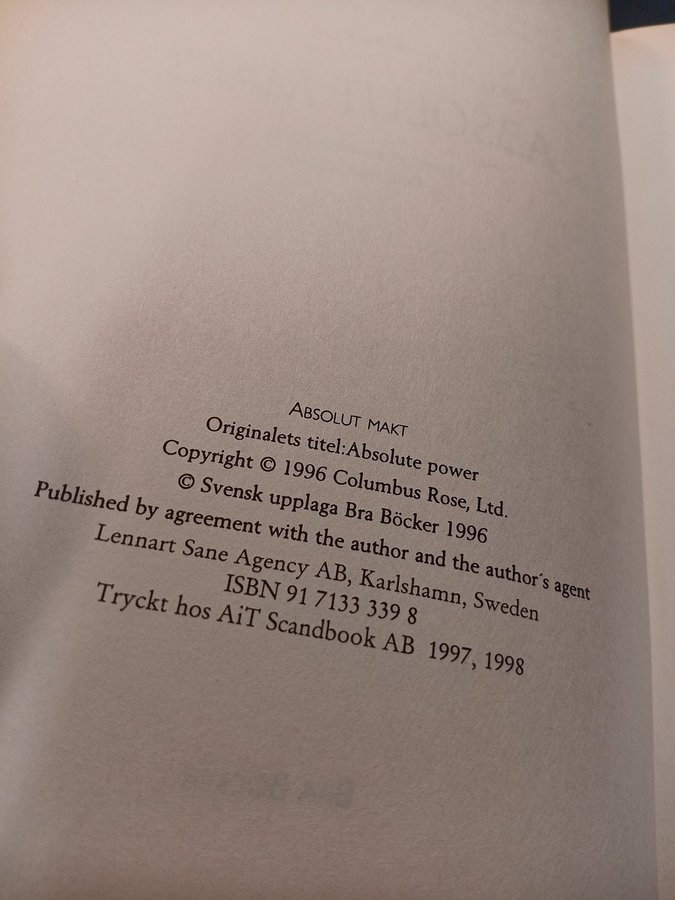 ABSOLUT MAKT
Originalets titel:Absolute power
Copyright © 1996 Columbus Rose, Ltd.
© Svensk upplaga Bra Böcker 1996
Published by agreement with the author and the author´s agent
Lennart Sane Agency AB, Karlshamn, Sweden
ISBN 91 7133 339 8
Tryckt hos AiT Scandbook AB 1997, 1998